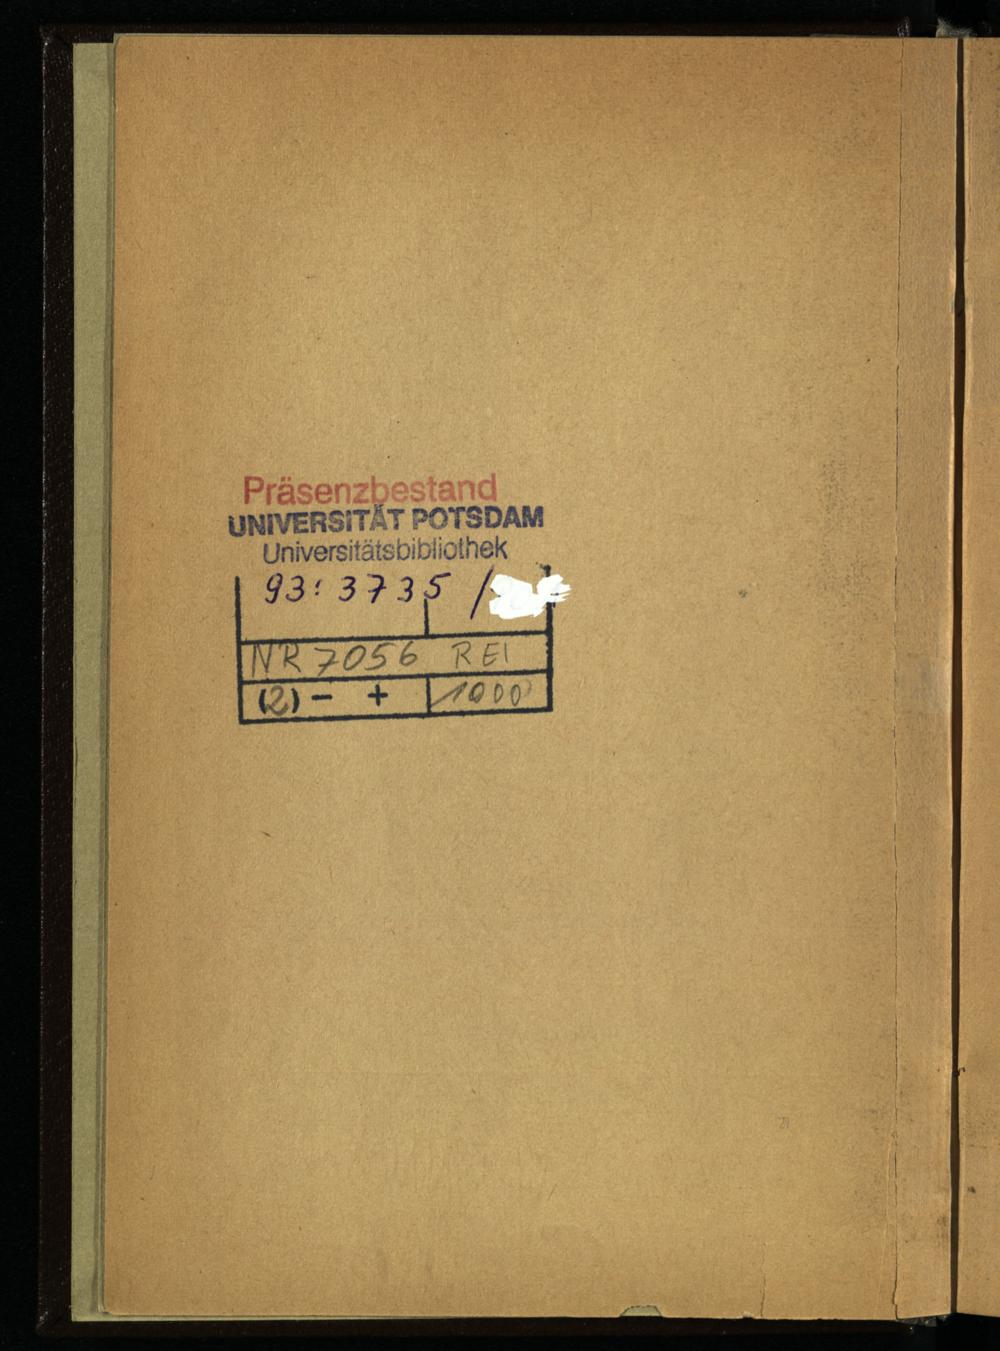 Präsenzbestand
UNIVERSITÄT POTSDAM
Universitätsbibliothek
93: 3735 /
NR 7056 REI
(2) - +
1000